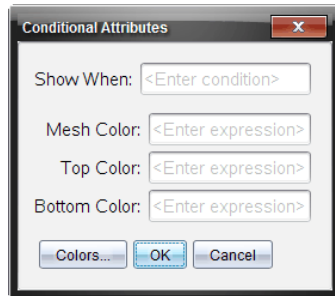 Conditional Attributes
Show When: <Enter condition>
Mesh Color: <Enter expression>
Top Color: <Enter expression>
Bottom Color: <Enter expression>
Colors... OK Cancel